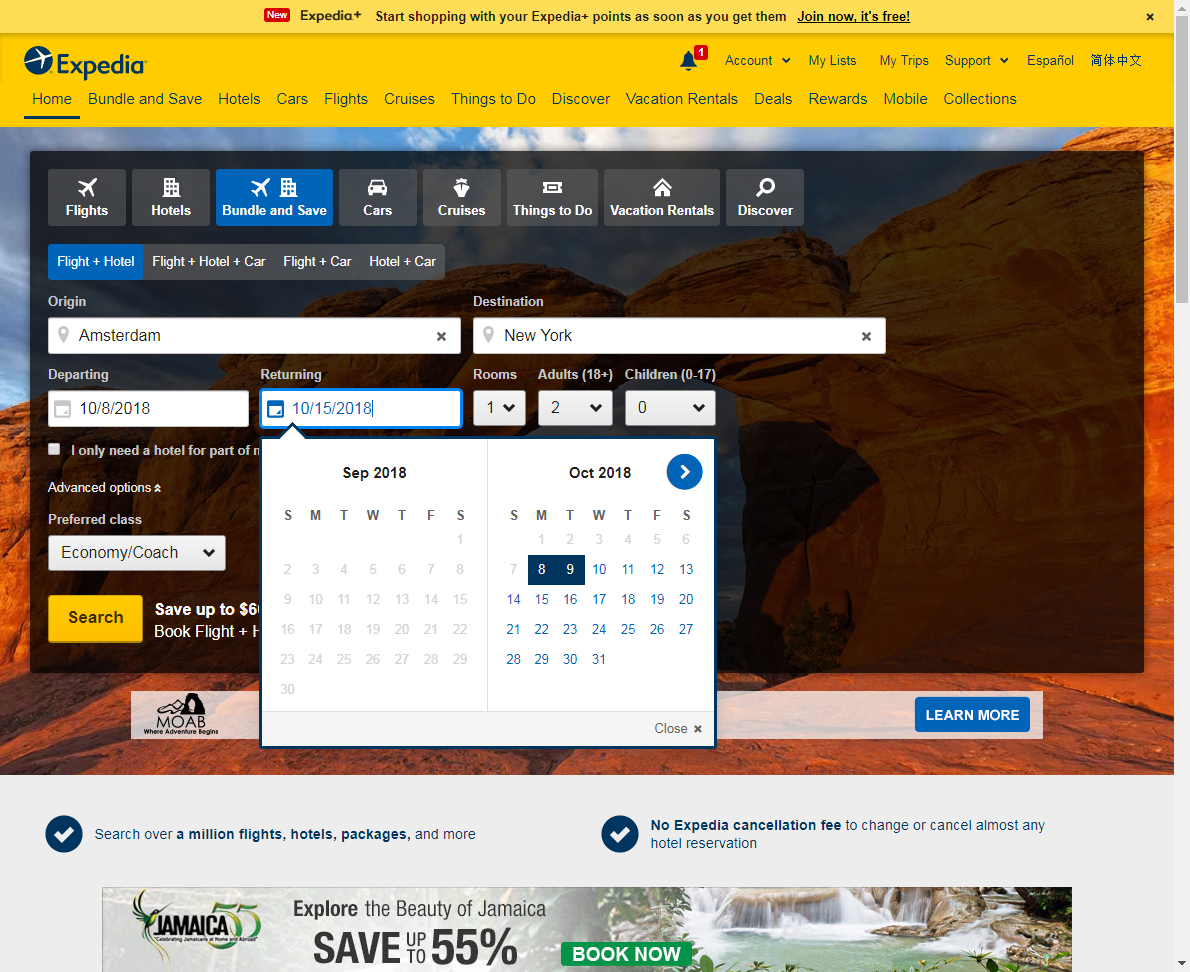 New Expedia+ Start shopping with your Expedia+ points as soon as you get them Join now, it's free! ×
Expedia
1 Account My Lists My Trips Support Español 简体中文
Home Bundle and Save Hotels Cars Flights Cruises Things to Do Discover Vacation Rentals Deals Rewards Mobile Collections
Flights Hotels Bundle and Save Cars Cruises Things to Do Vacation Rentals Discover
Flight + Hotel Flight + Hotel + Car Flight + Car Hotel + Car
Origin Destination
Amsterdam × New York ×
Departing Returning Rooms Adults (18+) Children (0-17)
10/8/2018 10/15/2018 1 2 0
I only need a hotel for part of
Advanced options
Preferred class
Economy/Coach
Search Save up to $6
Book Flight + H
Sep 2018
S M T W T F S
1
2 3 4 5 6 7 8
9 10 11 12 13 14 15
16 17 18 19 20 21 22
23 24 25 26 27 28 29
30
Oct 2018
S M T W T F S
1 2 3 4 5 6
7 8 9 10 11 12 13
14 15 16 17 18 19 20
21 22 23 24 25 26 27
28 29 30 31
Close ×
MOAB
Where Adventure Begins
LEARN MORE
Search over a million flights, hotels, packages, and more
No Expedia cancellation fee to change or cancel almost any
hotel reservation
JAMAICA 55
"Celebrating Jamaicans at Home and Abroad"
Explore the Beauty of Jamaica
SAVE UP TO 55%
BOOK NOW